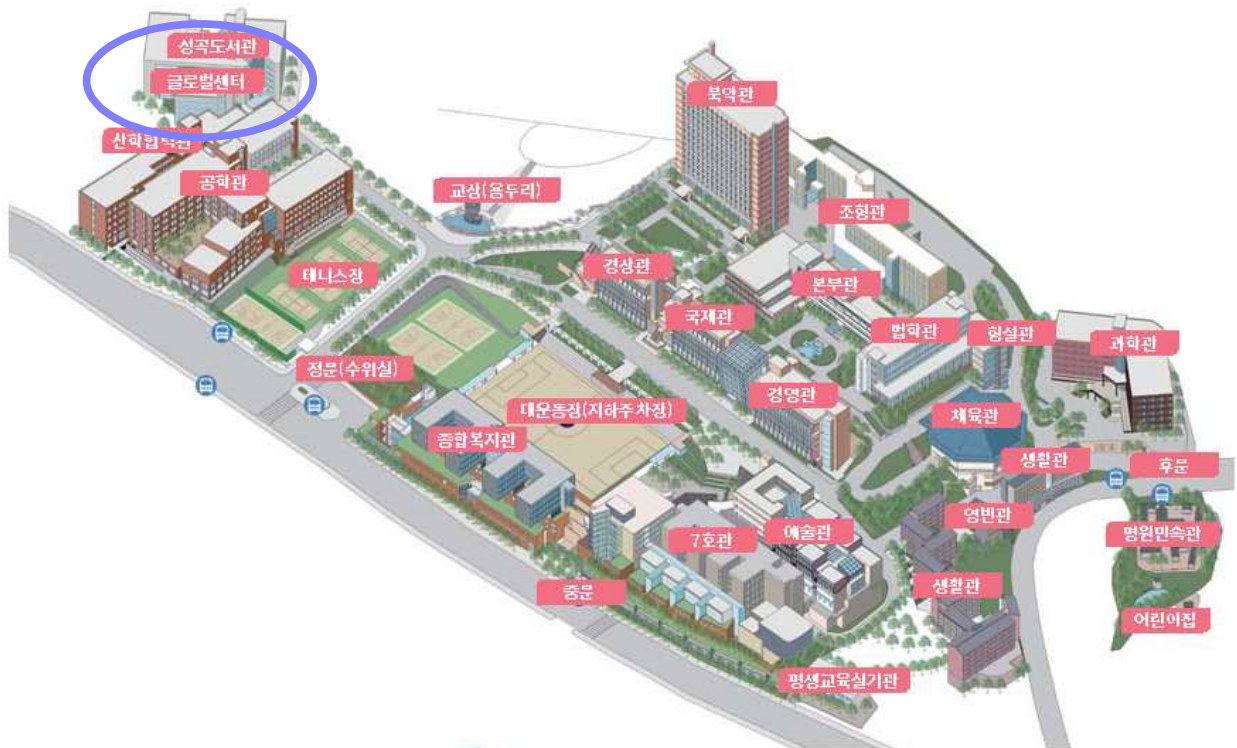 성곡도서관
글로벌센터
산학협력관
공학관
북악관
교상(용두리)
조형관
테니스장
경상관
본부관
국제관
법학관
형설관
과학관
정문(수위실)
경영관
대운동장(지하주차장)
체육관
종합복지관
생활관
후문
영빈관
7호관
예술관
명원민속관
중문
생활관
어린이집
평생교육실기관